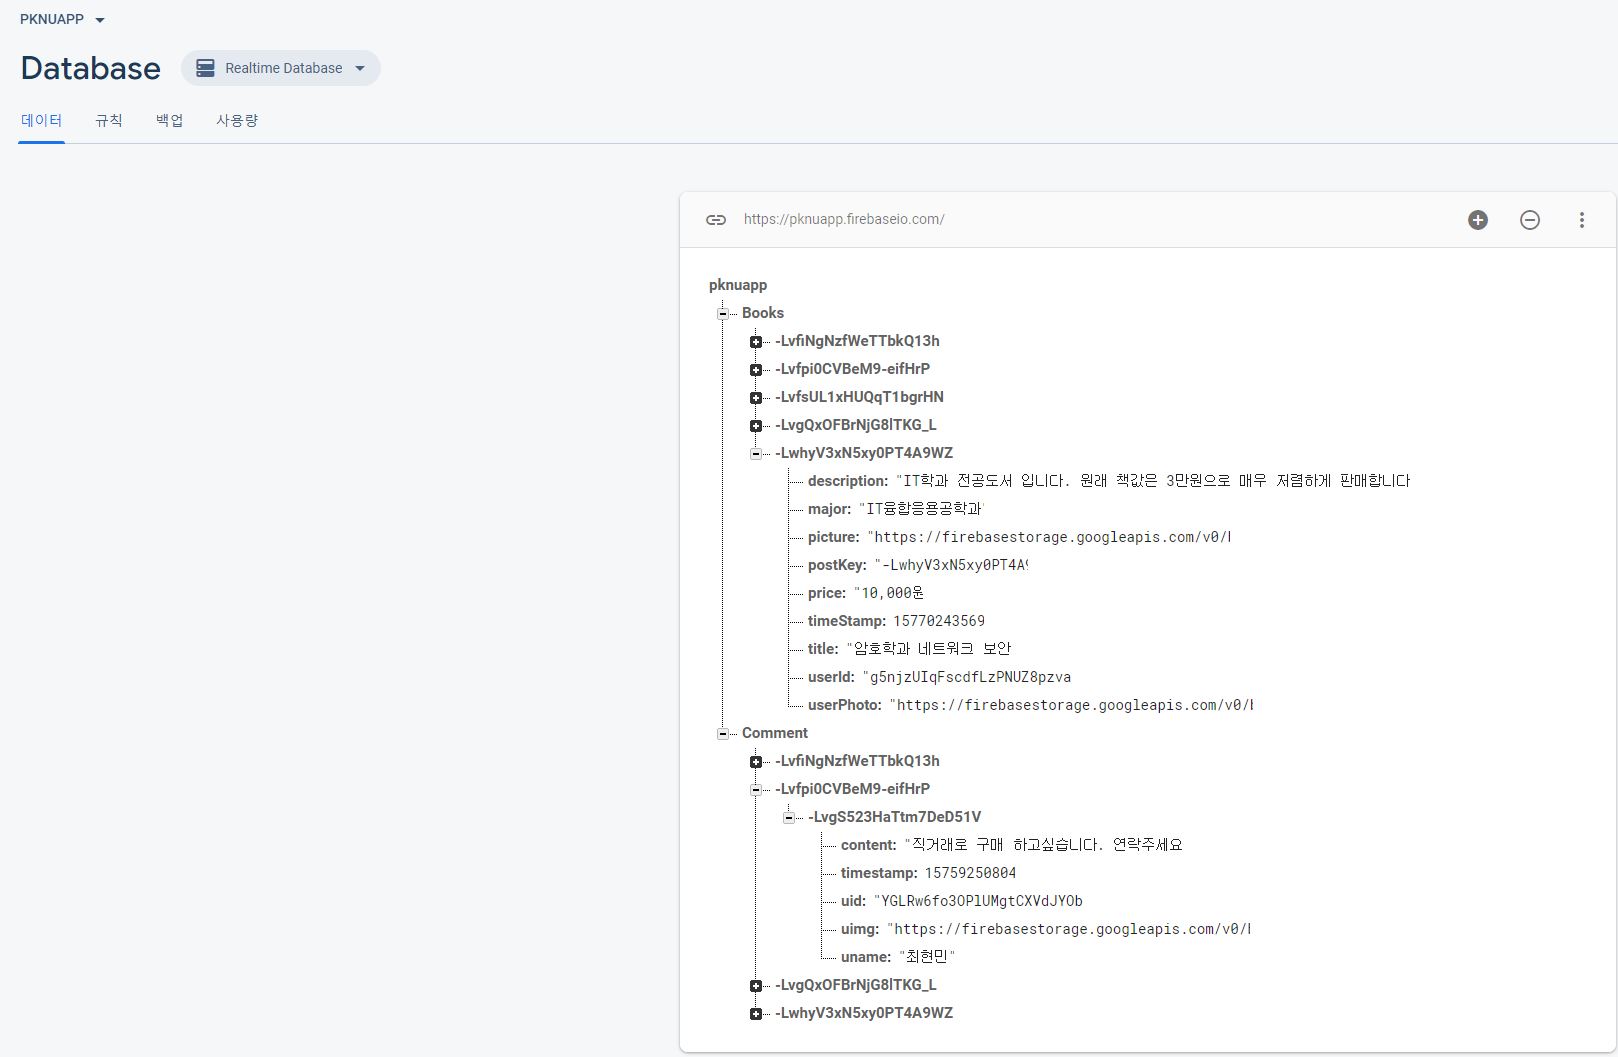 PKNUAPP
Database
Realtime Database
데이터 규칙 백업 사용량
https://pknuapp.firebaseio.com/
pknuapp
Books
-LvfiNgNzfWeTTbkQ13h
-Lvfpi0CVBeM9-eifHrP
-LvfsUL1xHUQqT1bgrHN
-LvgQxOFBrNjG8lTKG_L
-LwhyV3xN5xy0PT4A9WZ
description: "IT학과 전공도서 입니다. 원래 책값은 3만원으로 매우 저렴하게 판매합니다
major: "IT융합응용공학과"
picture: "https://firebasestorage.googleapis.com/v0/
postKey: "-LwhyV3xN5xy0PT4A9
price: "10,000원
timeStamp: 15770243569
title: "암호학과 네트워크 보안
userId: "g5njzUIqFscdfLzPNUZ8pzva
userPhoto: "https://firebasestorage.googleapis.com/v0/
Comment
-LvfiNgNzfWeTTbkQ13h
-Lvfpi0CVBeM9-eifHrP
-LvgS523HaTtm7DeD51V
content: "직거래로 구매 하고싶습니다. 연락주세요
timestamp: 15759250804
uid: "YGLRw6fo3OPlUMgtCXVdJYOb
uimg: "https://firebasestorage.googleapis.com/v0/
uname: "최현민"
-LvgQxOFBrNjG8lTKG_L
-LwhyV3xN5xy0PT4A9WZ